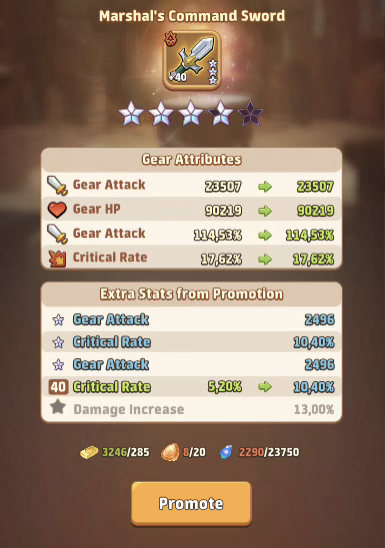 Marshal's Command Sword
40
Gear Attributes
Gear Attack 23507 23507
Gear HP 90219 90219
Gear Attack 114,53% 114,53%
Critical Rate 17,62% 17,62%
Extra Stats from Promotion
Gear Attack 2496
Critical Rate 10,40%
Gear Attack 2496
40 Critical Rate 5,20% 10,40%
Damage Increase 13,00%
3246/285 8/20 2290/23750
Promote